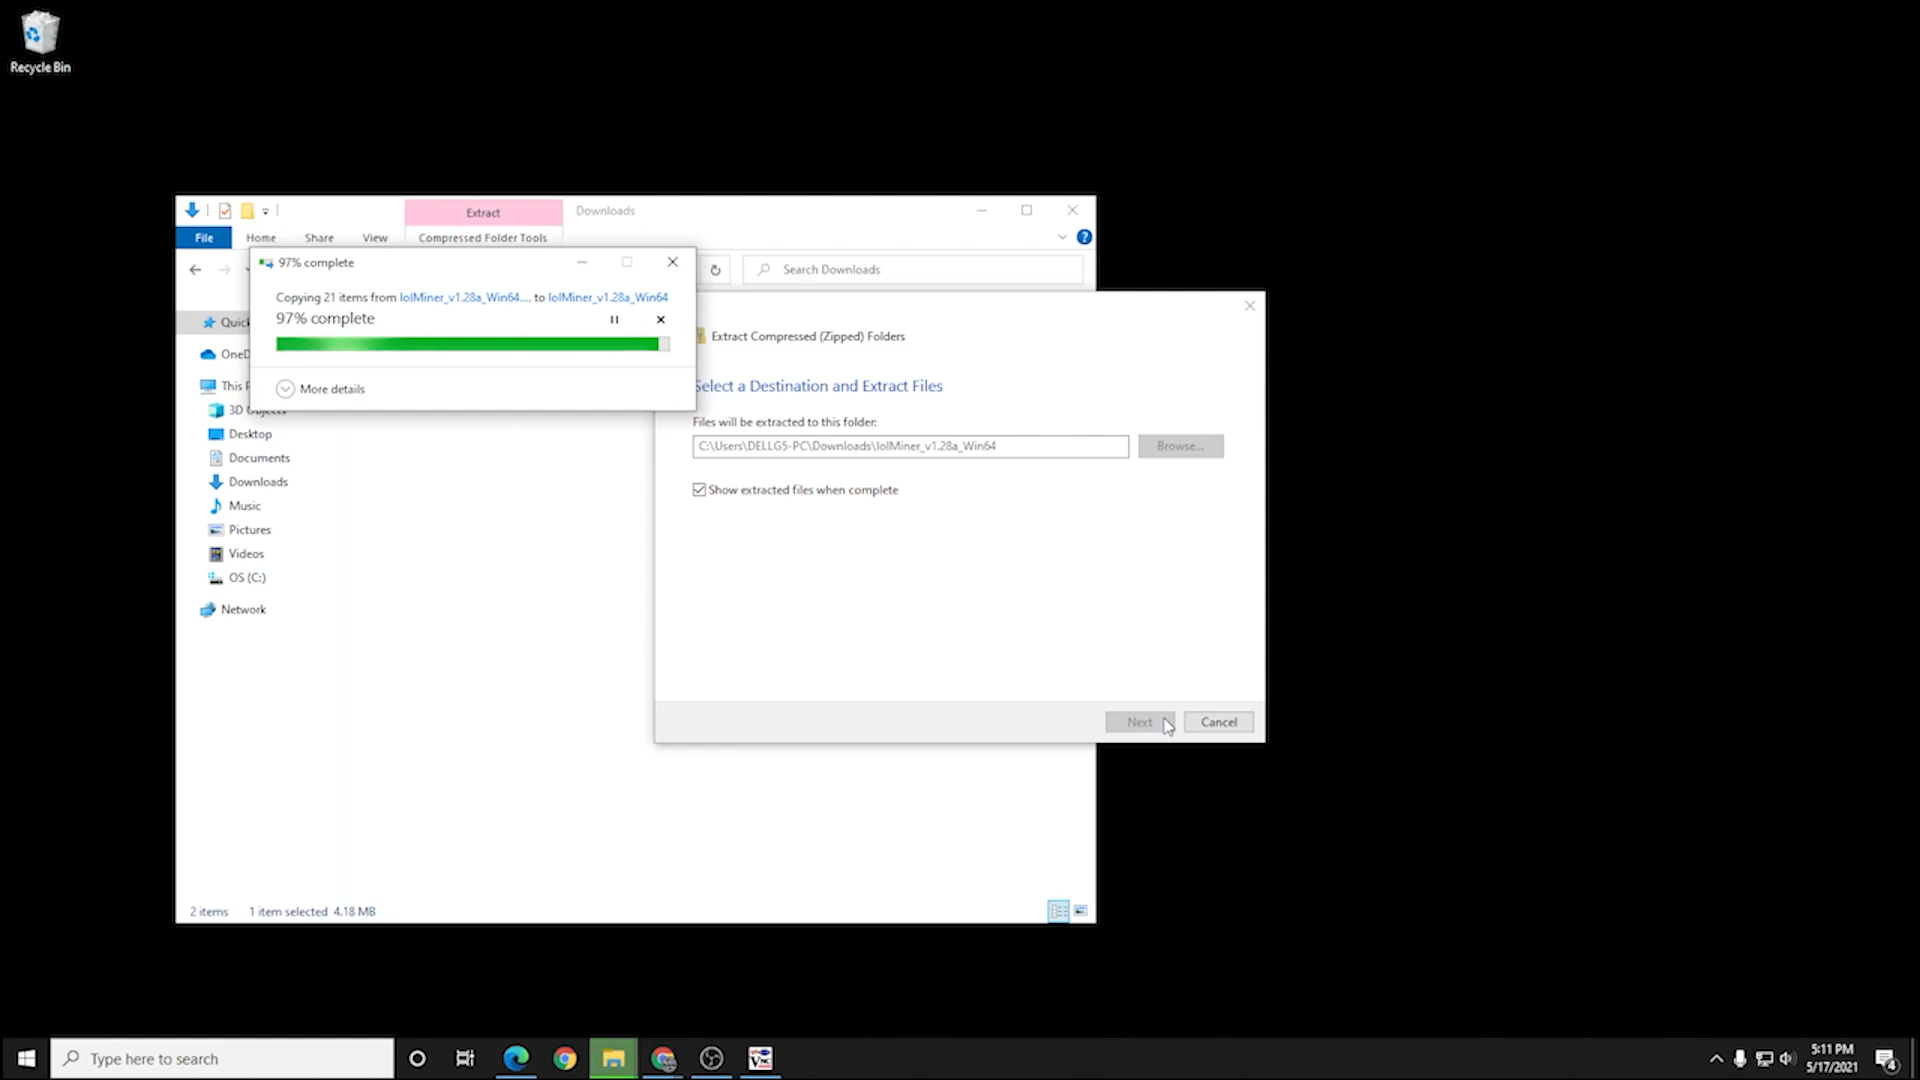 Recycle Bin
Extract
Downloads
File
Home
Share
View
Compressed Folder Tools
Search Downloads
97% complete
Copying 21 items from lolMiner_v1.28a_Win64.... to lolMiner_v1.28a_Win64
97% complete
More details
Quick
OneD
This P
3D Objects
Desktop
Documents
Downloads
Music
Pictures
Videos
OS (C:)
Network
Extract Compressed (Zipped) Folders
Select a Destination and Extract Files
Files will be extracted to this folder:
C:\Users\DELLG5-PC\Downloads\lolMiner_v1.28a_Win64
Browse...
Show extracted files when complete
Next
Cancel
2 items
1 item selected 4.18 MB
Type here to search
5:11 PM
5/17/2021
4